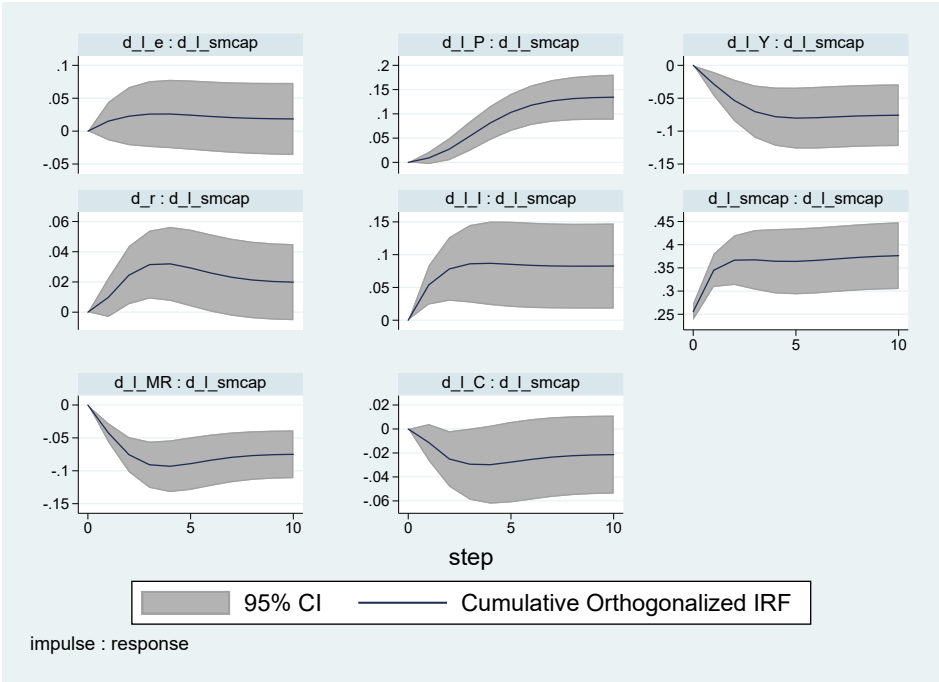 d_l_e : d_l_smcap
d_l_P : d_l_smcap
d_l_Y : d_l_smcap
.1
.05
0
-.05
.2
.15
.1
.05
0
0
-.05
-.1
-.15
d_r : d_l_smcap
d_l_I : d_l_smcap
d_l_smcap : d_l_smcap
.06
.04
.02
0
.15
.1
.05
0
.45
.4
.35
.3
.25
0 5 10
d_l_MR : d_l_smcap
d_l_C : d_l_smcap
0
-.05
-.1
-.15
0 5 10
.02
0
-.02
-.04
-.06
0 5 10
step
95% CI
Cumulative Orthogonalized IRF
impulse : response